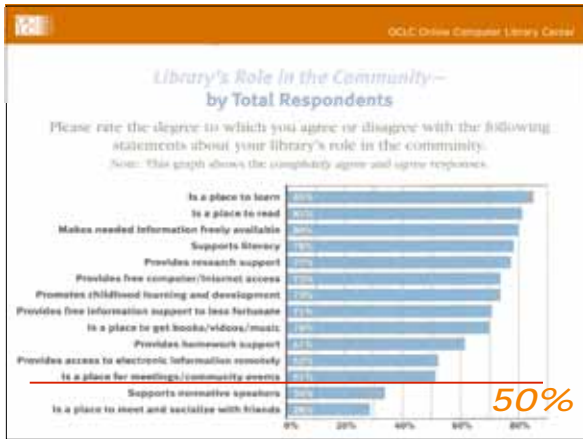 OCLC Online Computer Library Center
Library's Role in the Community—
by Total Respondents
Please rate the degree to which you agree or disagree with the following
statements about your library's role in the community.
Note: This graph shows the completely agree and agree responses.
Is a place to learn
Is a place to read
Makes needed information freely available
Supports literacy
Provides research support
Provides free computer/Internet access
Promotes childhood learning and development
Provides free information support to less fortunate
Is a place to get books/videos/music
Provides homework support
Provides access to electronic information remotely
Is a place for meetings/community events
Supports normative speakers
Is a place to meet and socialize with friends
50%
0% 20% 40% 60% 80%